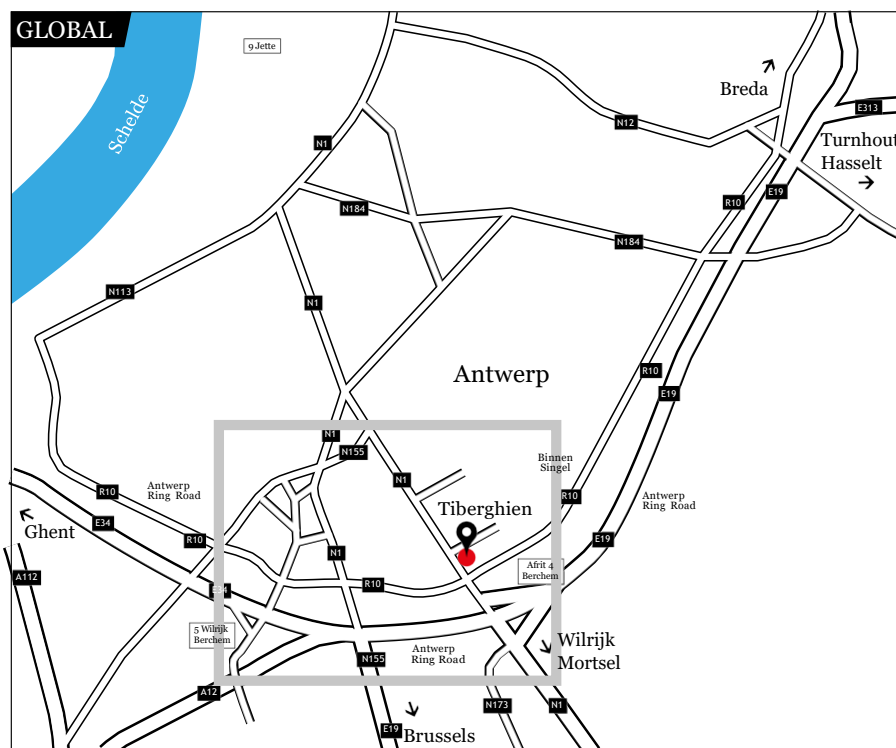 GLOBAL
9 Jette
Schelde
Breda
E313
N12
Turnhout
Hasselt
N1
E19
R10
N184
N184
N113
N1
R10
Antwerp
E19
N1
N155
Binnen
Singel
N1
R10
Antwerp
Ring Road
R10
Antwerp
Ring Road
Tiberghien
E34
Ghent
R10
E19
N1
Afrit 4
Berchem
A112
R10
E34
5 Wilrijk
Berchem
Wilrijk
Mortsel
Antwerp
Ring Road
N155
A12
N173
N1
E19
Brussels